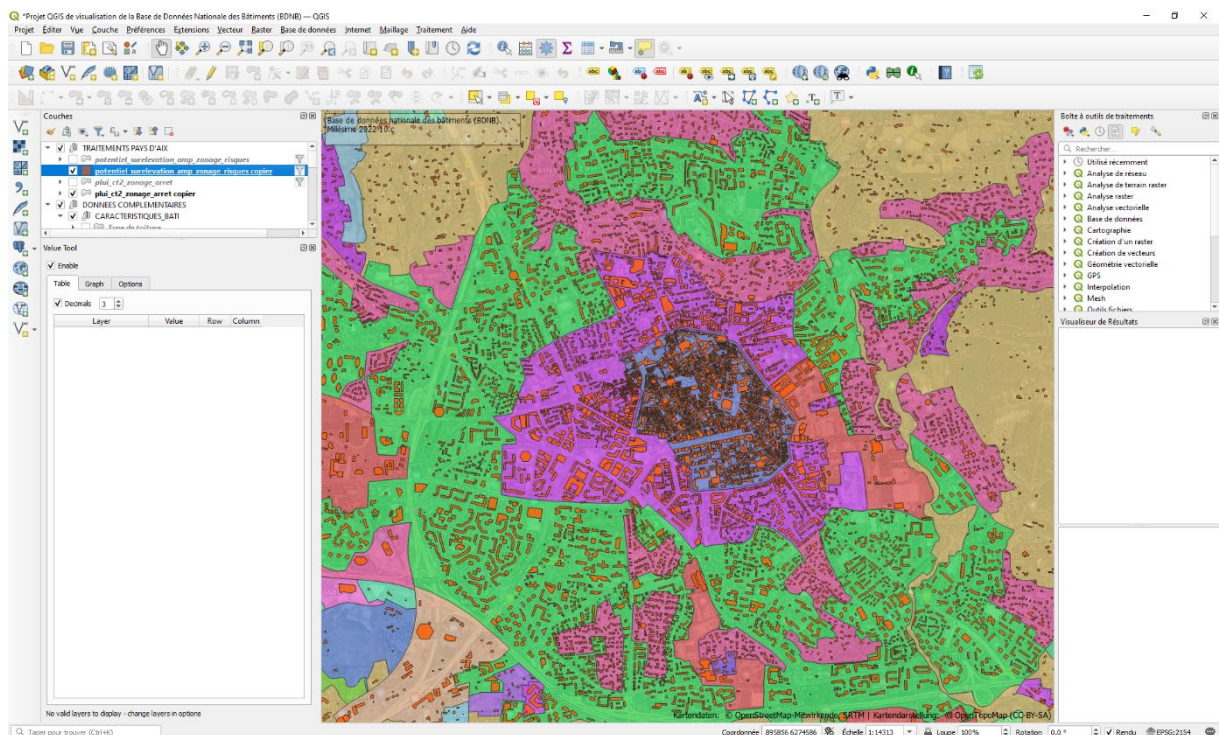 *Projet QGIS de visualisation de la Base de Données Nationale des Bâtiments (BDNB) — QGIS
Projet Éditer Vue Couche Préférences Extensions Vecteur Raster Base de données Internet Maillage Traitement Aide
Couches
TRAITEMENTS PAYS D'AIX
potentiel_surelevation_amp_zonage_risques
potentiel_surelevation_amp_zonage_risques copier
plui_ct2_zonage_arret
plui_ct2_zonage_arret copier
DONNEES COMPLEMENTAIRES
CARACTERISTIQUES_BATI
Type de toiture
Value Tool
Enable
Table Graph Options
Decimals 3
Layer Value Row Column
No valid layers to display - change layers in options
Base de données nationale des bâtiments (BDNB).
Millésime 2022-10.c
Kartendaten: © OpenStreetMap-Mitwirkende, SRTM | Kartendarstellung: © OpenTopoMap (CC-BY-SA)
Boîte à outils de traitements
Rechercher...
Utilisé récemment
Analyse de réseau
Analyse de terrain raster
Analyse raster
Analyse vectorielle
Base de données
Cartographie
Création d'un raster
Création de vecteurs
Géométrie vectorielle
GPS
Interpolation
Mesh
Outils fichiers
Visualiseur de Résultats
Taper pour trouver (Ctrl+K)
Coordonnée 895856 6274586 Échelle 1:14313 Loupe 100% Rotation 0,0 ° Rendu EPSG:2154